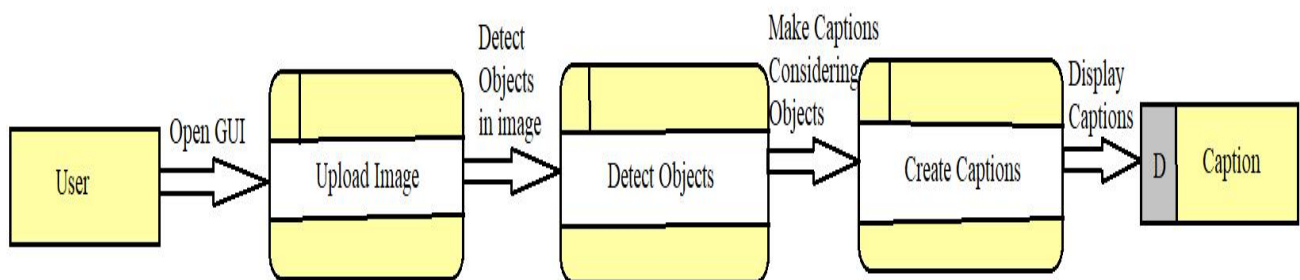 User
Open GUI
Upload Image
Detect
Objects
in image
Detect Objects
Make Captions
Considering
Objects
Create Captions
Display
Captions
D
Caption